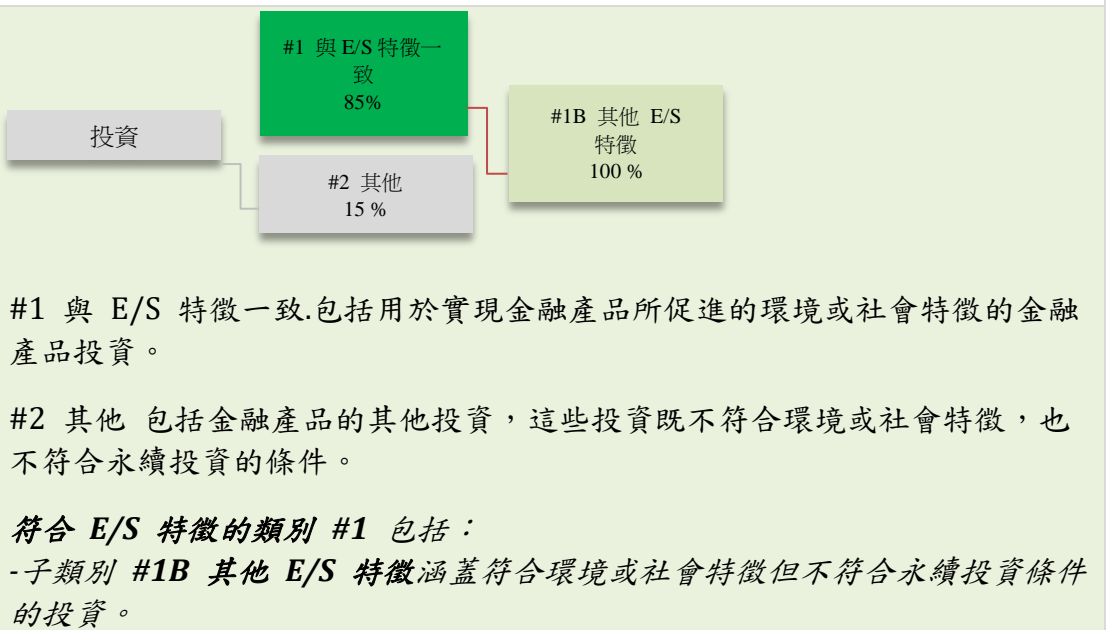 #1 與 E/S 特徵一
致
85%
投資
#1B 其他 E/S
特徵
100 %
#2 其他
15 %
#1 與 E/S 特徵一致.包括用於實現金融產品所促進的環境或社會特徵的金融
產品投資。
#2 其他 包括金融產品的其他投資，這些投資既不符合環境或社會特徵，也
不符合永續投資的條件。
符合 E/S 特徵的類別 #1 包括：
-子類別 #1B 其他 E/S 特徵涵蓋符合環境或社會特徵但不符合永續投資條件
的投資。